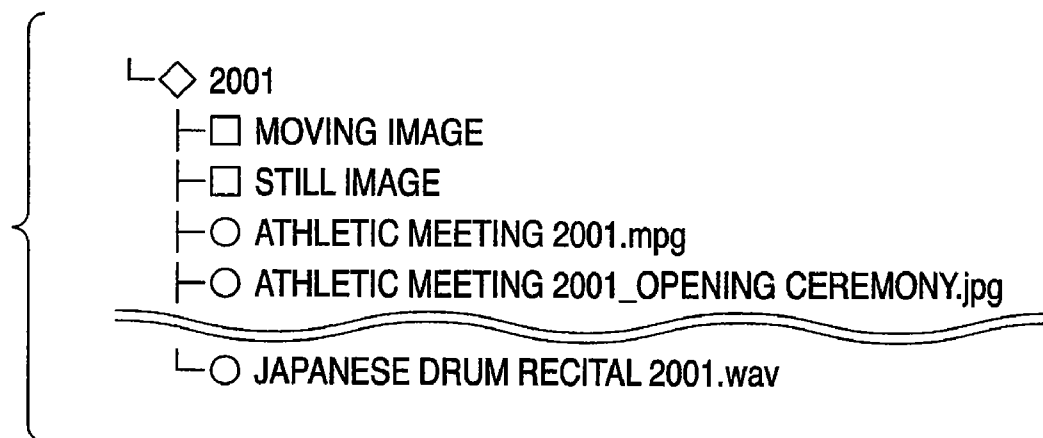 2001
MOVING IMAGE
STILL IMAGE
ATHLETIC MEETING 2001.mpg
ATHLETIC MEETING 2001_OPENING CEREMONY.jpg
JAPANESE DRUM RECITAL 2001.wav